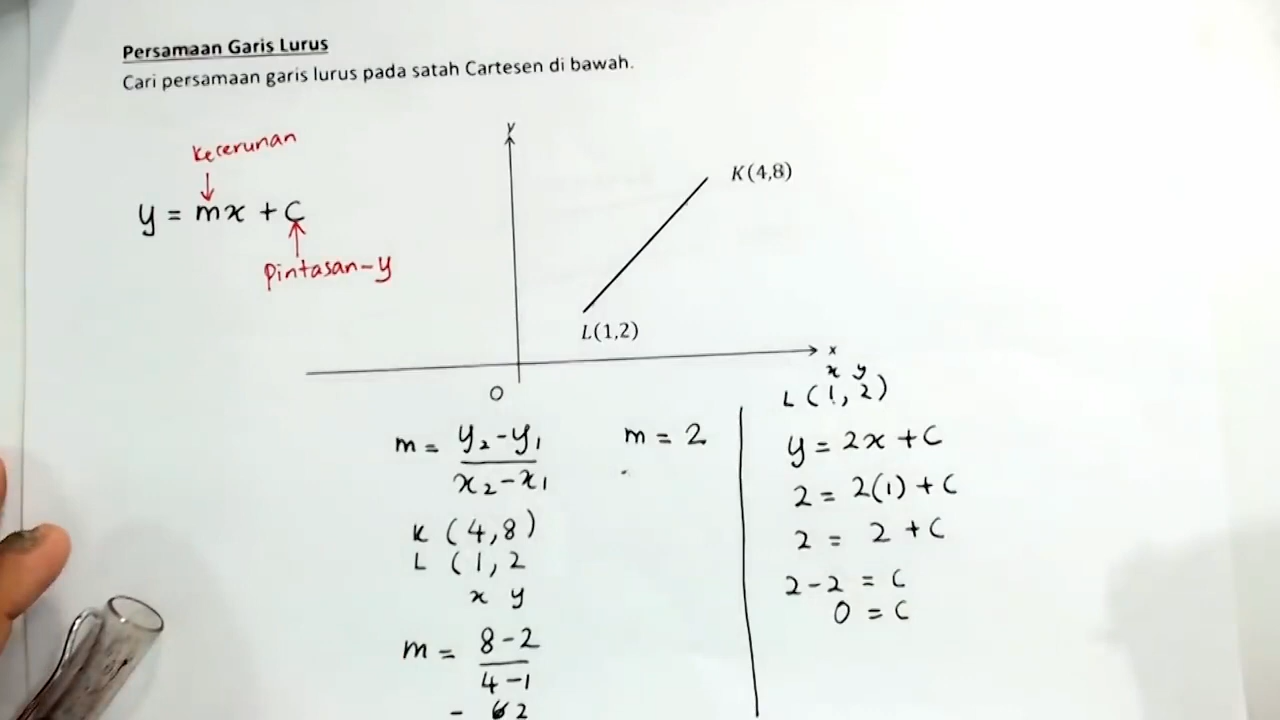 Persamaan Garis Lurus
Cari persamaan garis lurus pada satah Cartesen di bawah.
kecerunan
y = mx + c
pintasan-y
y
K(4,8)
L(1,2)
x
O
m = y₂-y₁ / x₂-x₁
K (4,8)
L (1,2
x y
m = 8-2 / 4-1
m = 2
x y
L (1,2)
y = 2x + c
2 = 2(1) + c
2 = 2 + c
2-2 = c
0 = c